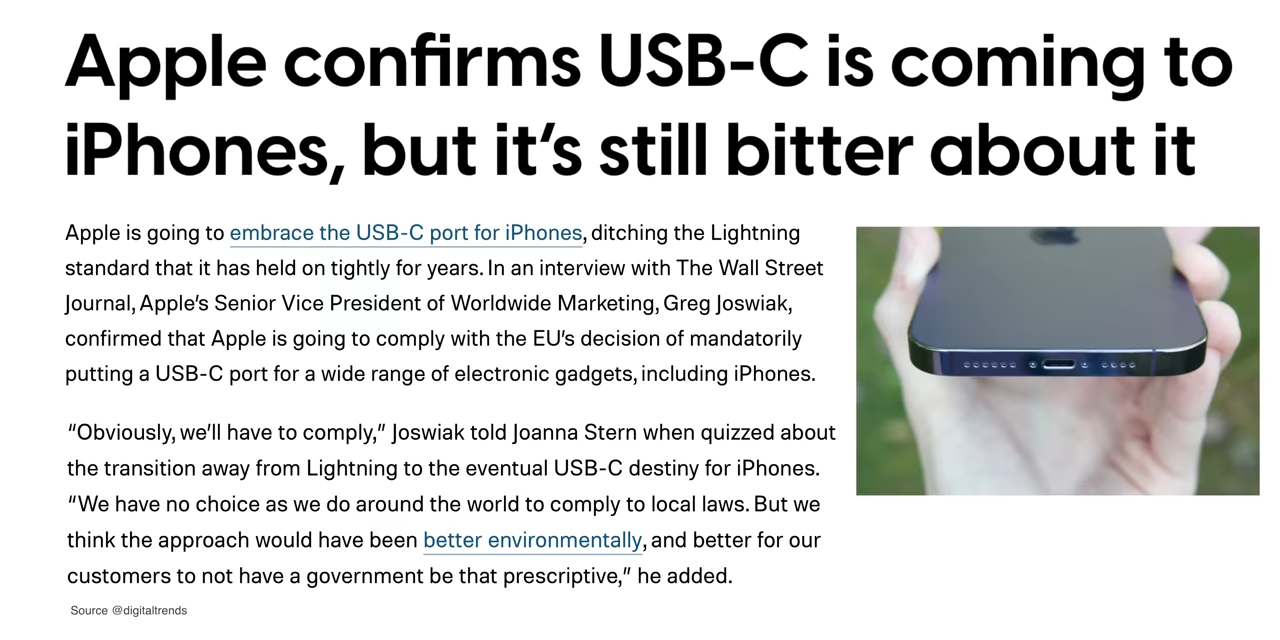 Apple confirms USB-C is coming to
iPhones, but it’s still bitter about it
Apple is going to embrace the USB-C port for iPhones, ditching the Lightning
standard that it has held on tightly for years. In an interview with The Wall Street
Journal, Apple’s Senior Vice President of Worldwide Marketing, Greg Joswiak,
confirmed that Apple is going to comply with the EU’s decision of mandatorily
putting a USB-C port for a wide range of electronic gadgets, including iPhones.
“Obviously, we’ll have to comply,” Joswiak told Joanna Stern when quizzed about
the transition away from Lightning to the eventual USB-C destiny for iPhones.
“We have no choice as we do around the world to comply to local laws. But we
think the approach would have been better environmentally, and better for our
customers to not have a government be that prescriptive,” he added.
Source @digitaltrends